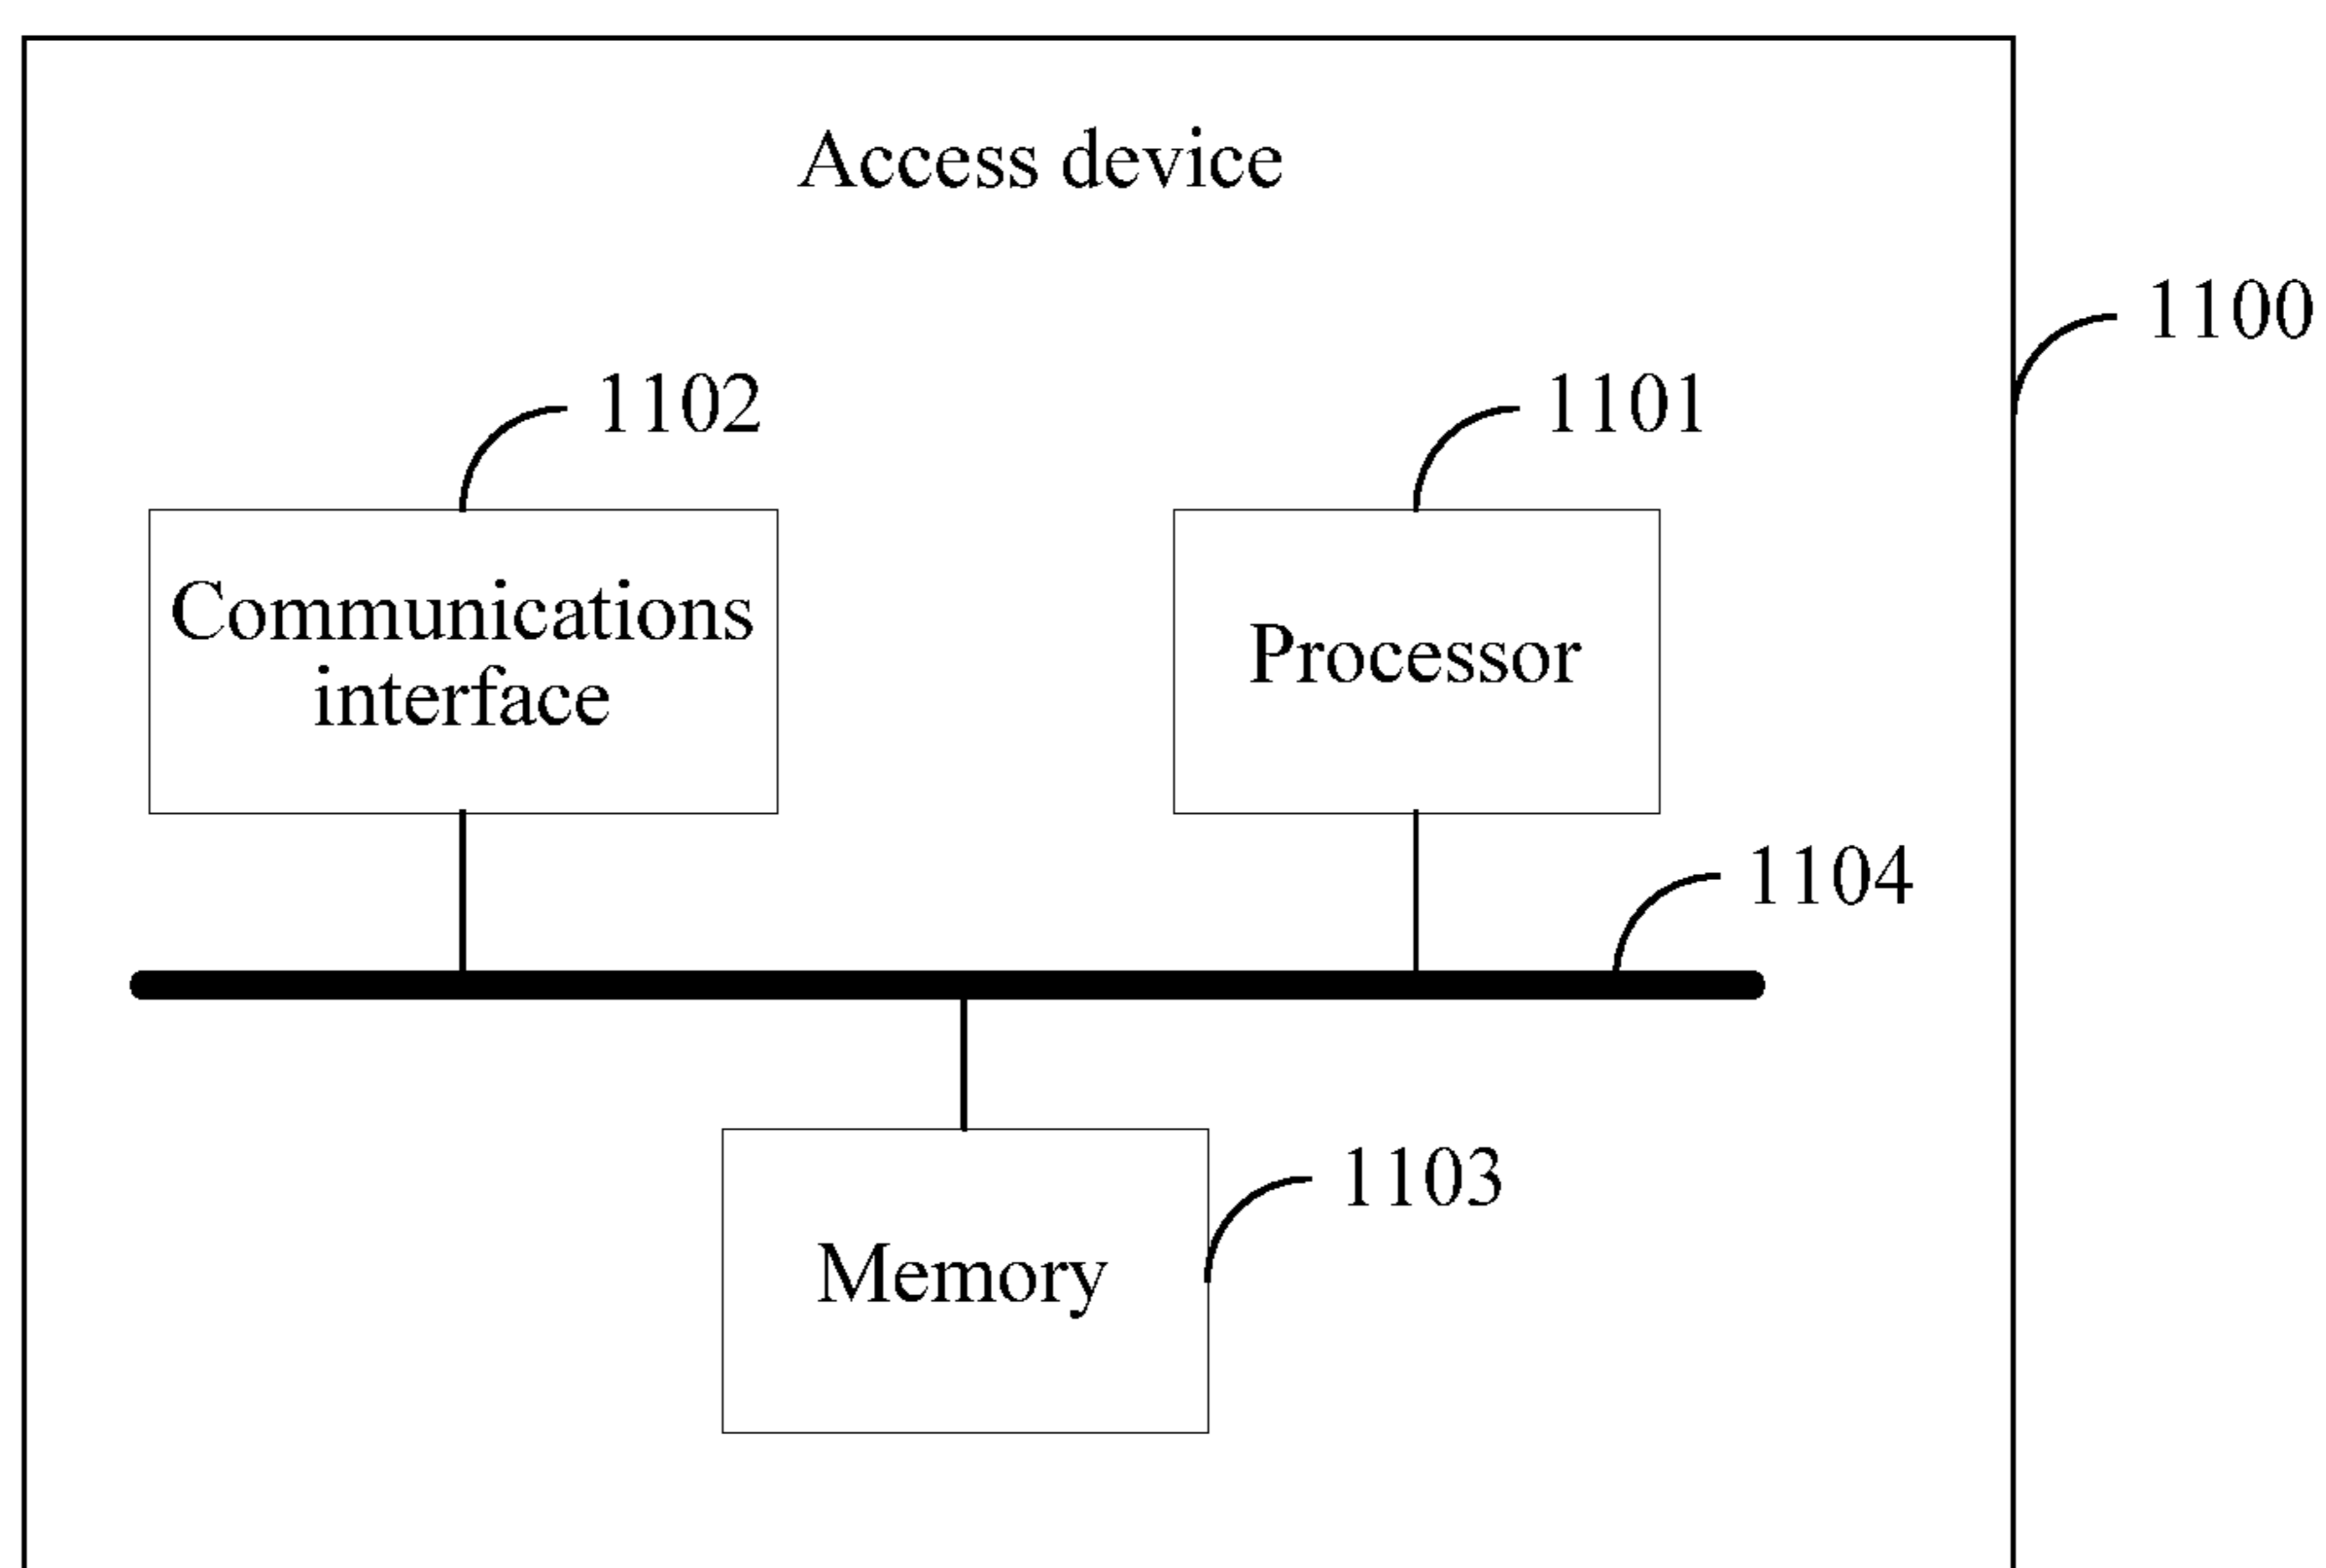 Access device
1100
1102
1101
Communications
interface
Processor
1104
1103
Memory